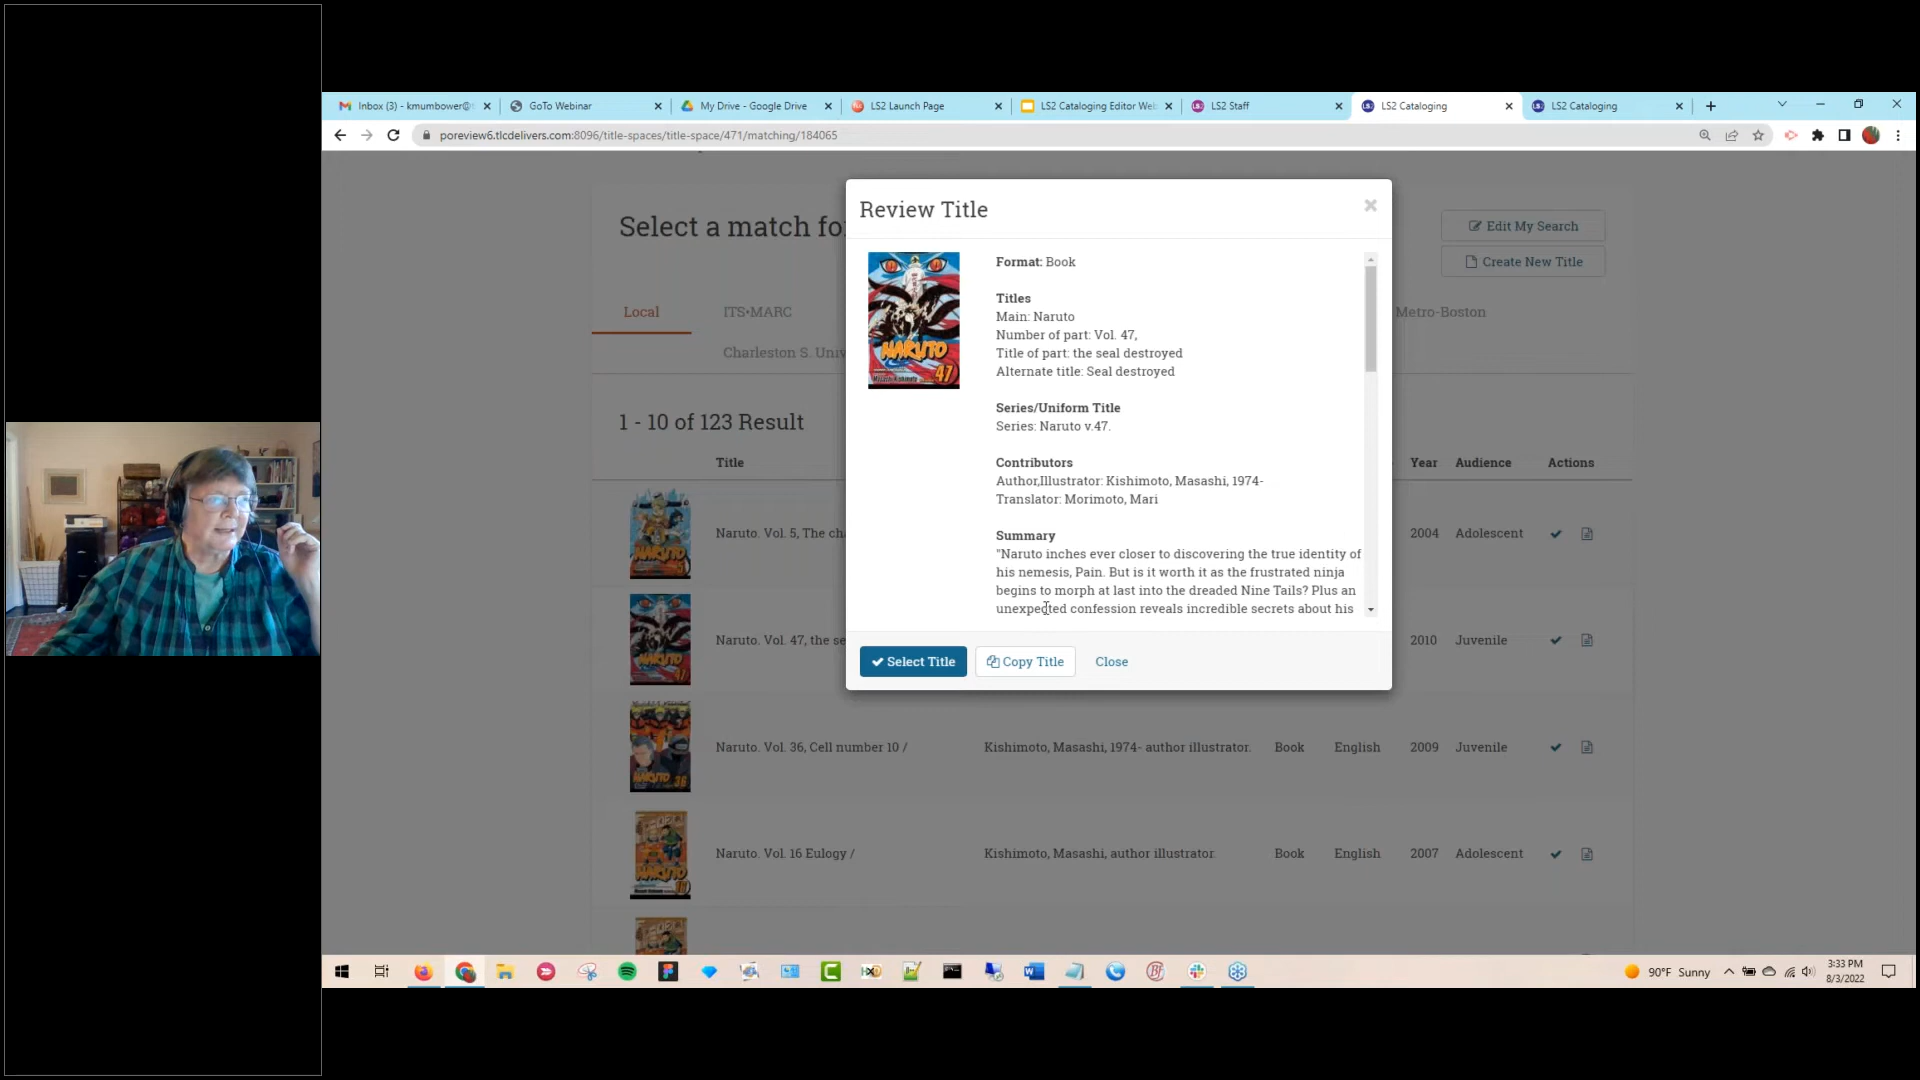 Inbox (3) - kmumbower@
GoTo Webinar
My Drive - Google Drive
LS2 Launch Page
LS2 Cataloging Editor Web
LS2 Staff
LS2 Cataloging
LS2 Cataloging
poreview6.tlcdelivers.com:8096/title-spaces/title-space/471/matching/184065
Select a match fo
Edit My Search
Create New Title
Local
ITS•MARC
Metro-Boston
Charleston S. Univ
1 - 10 of 123 Result
Title
Year
Audience
Actions
Naruto. Vol. 5, The cha
2004
Adolescent
Naruto. Vol. 47, the se
2010
Juvenile
Naruto. Vol. 36, Cell number 10 /
Kishimoto, Masashi, 1974- author illustrator.
Book
English
2009
Juvenile
Naruto. Vol. 16 Eulogy /
Kishimoto, Masashi, author illustrator.
Book
English
2007
Adolescent
Review Title
NARUTO
47
Format: Book
Titles
Main: Naruto
Number of part: Vol. 47,
Title of part: the seal destroyed
Alternate title: Seal destroyed
Series/Uniform Title
Series: Naruto v.47.
Contributors
Author,Illustrator: Kishimoto, Masashi, 1974-
Translator: Morimoto, Mari
Summary
"Naruto inches ever closer to discovering the true identity of
his nemesis, Pain. But is it worth it as the frustrated ninja
begins to morph at last into the dreaded Nine Tails? Plus an
unexpected confession reveals incredible secrets about his
Select Title
Copy Title
Close
90°F Sunny
3:33 PM
8/3/2022